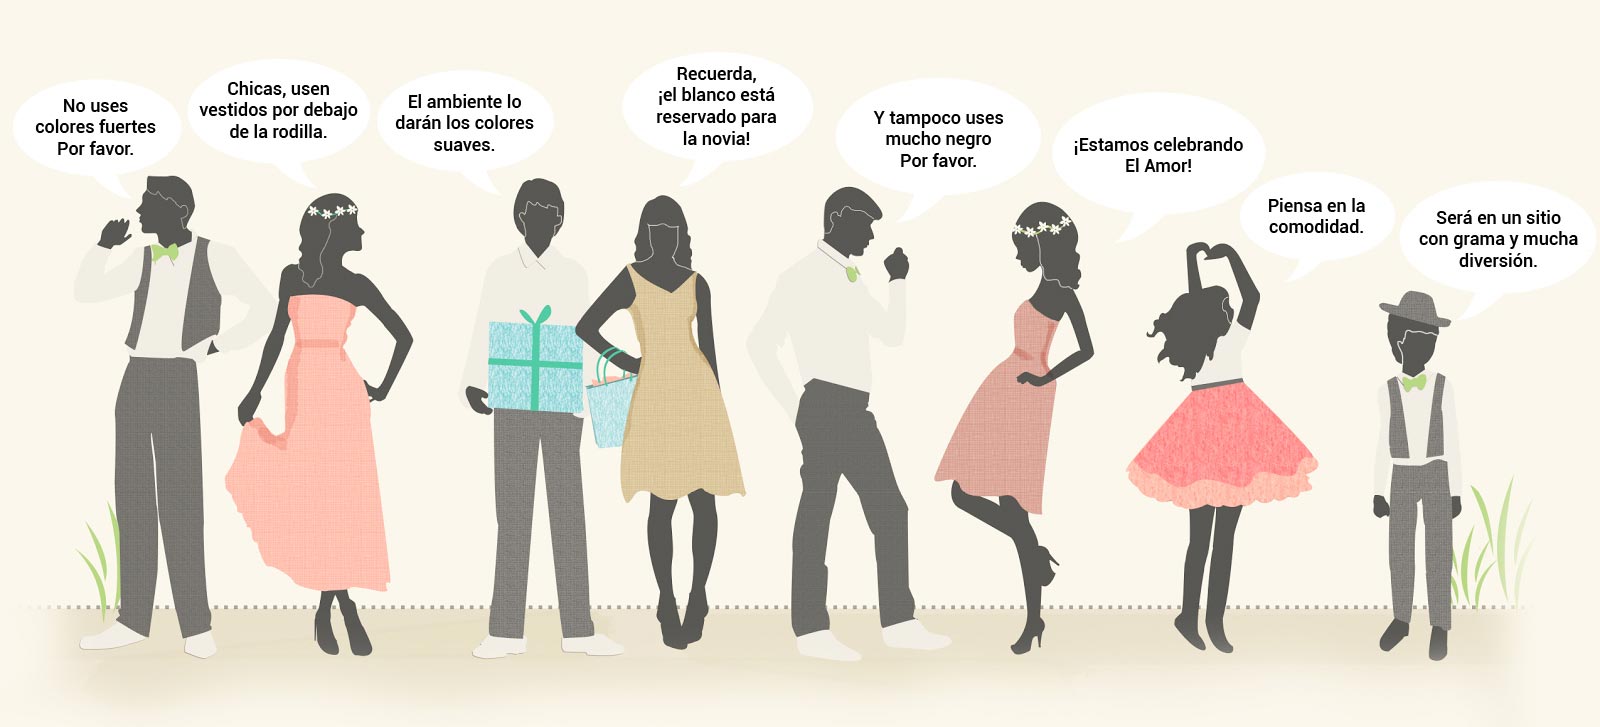 No uses
colores fuertes
Por favor.
Chicas, usen
vestidos por debajo
de la rodilla.
El ambiente lo
darán los colores
suaves.
Recuerda,
¡el blanco está
reservado para
la novia!
Y tampoco uses
mucho negro
Por favor.
¡Estamos celebrando
El Amor!
Piensa en la
comodidad.
Será en un sitio
con grama y mucha
diversión.